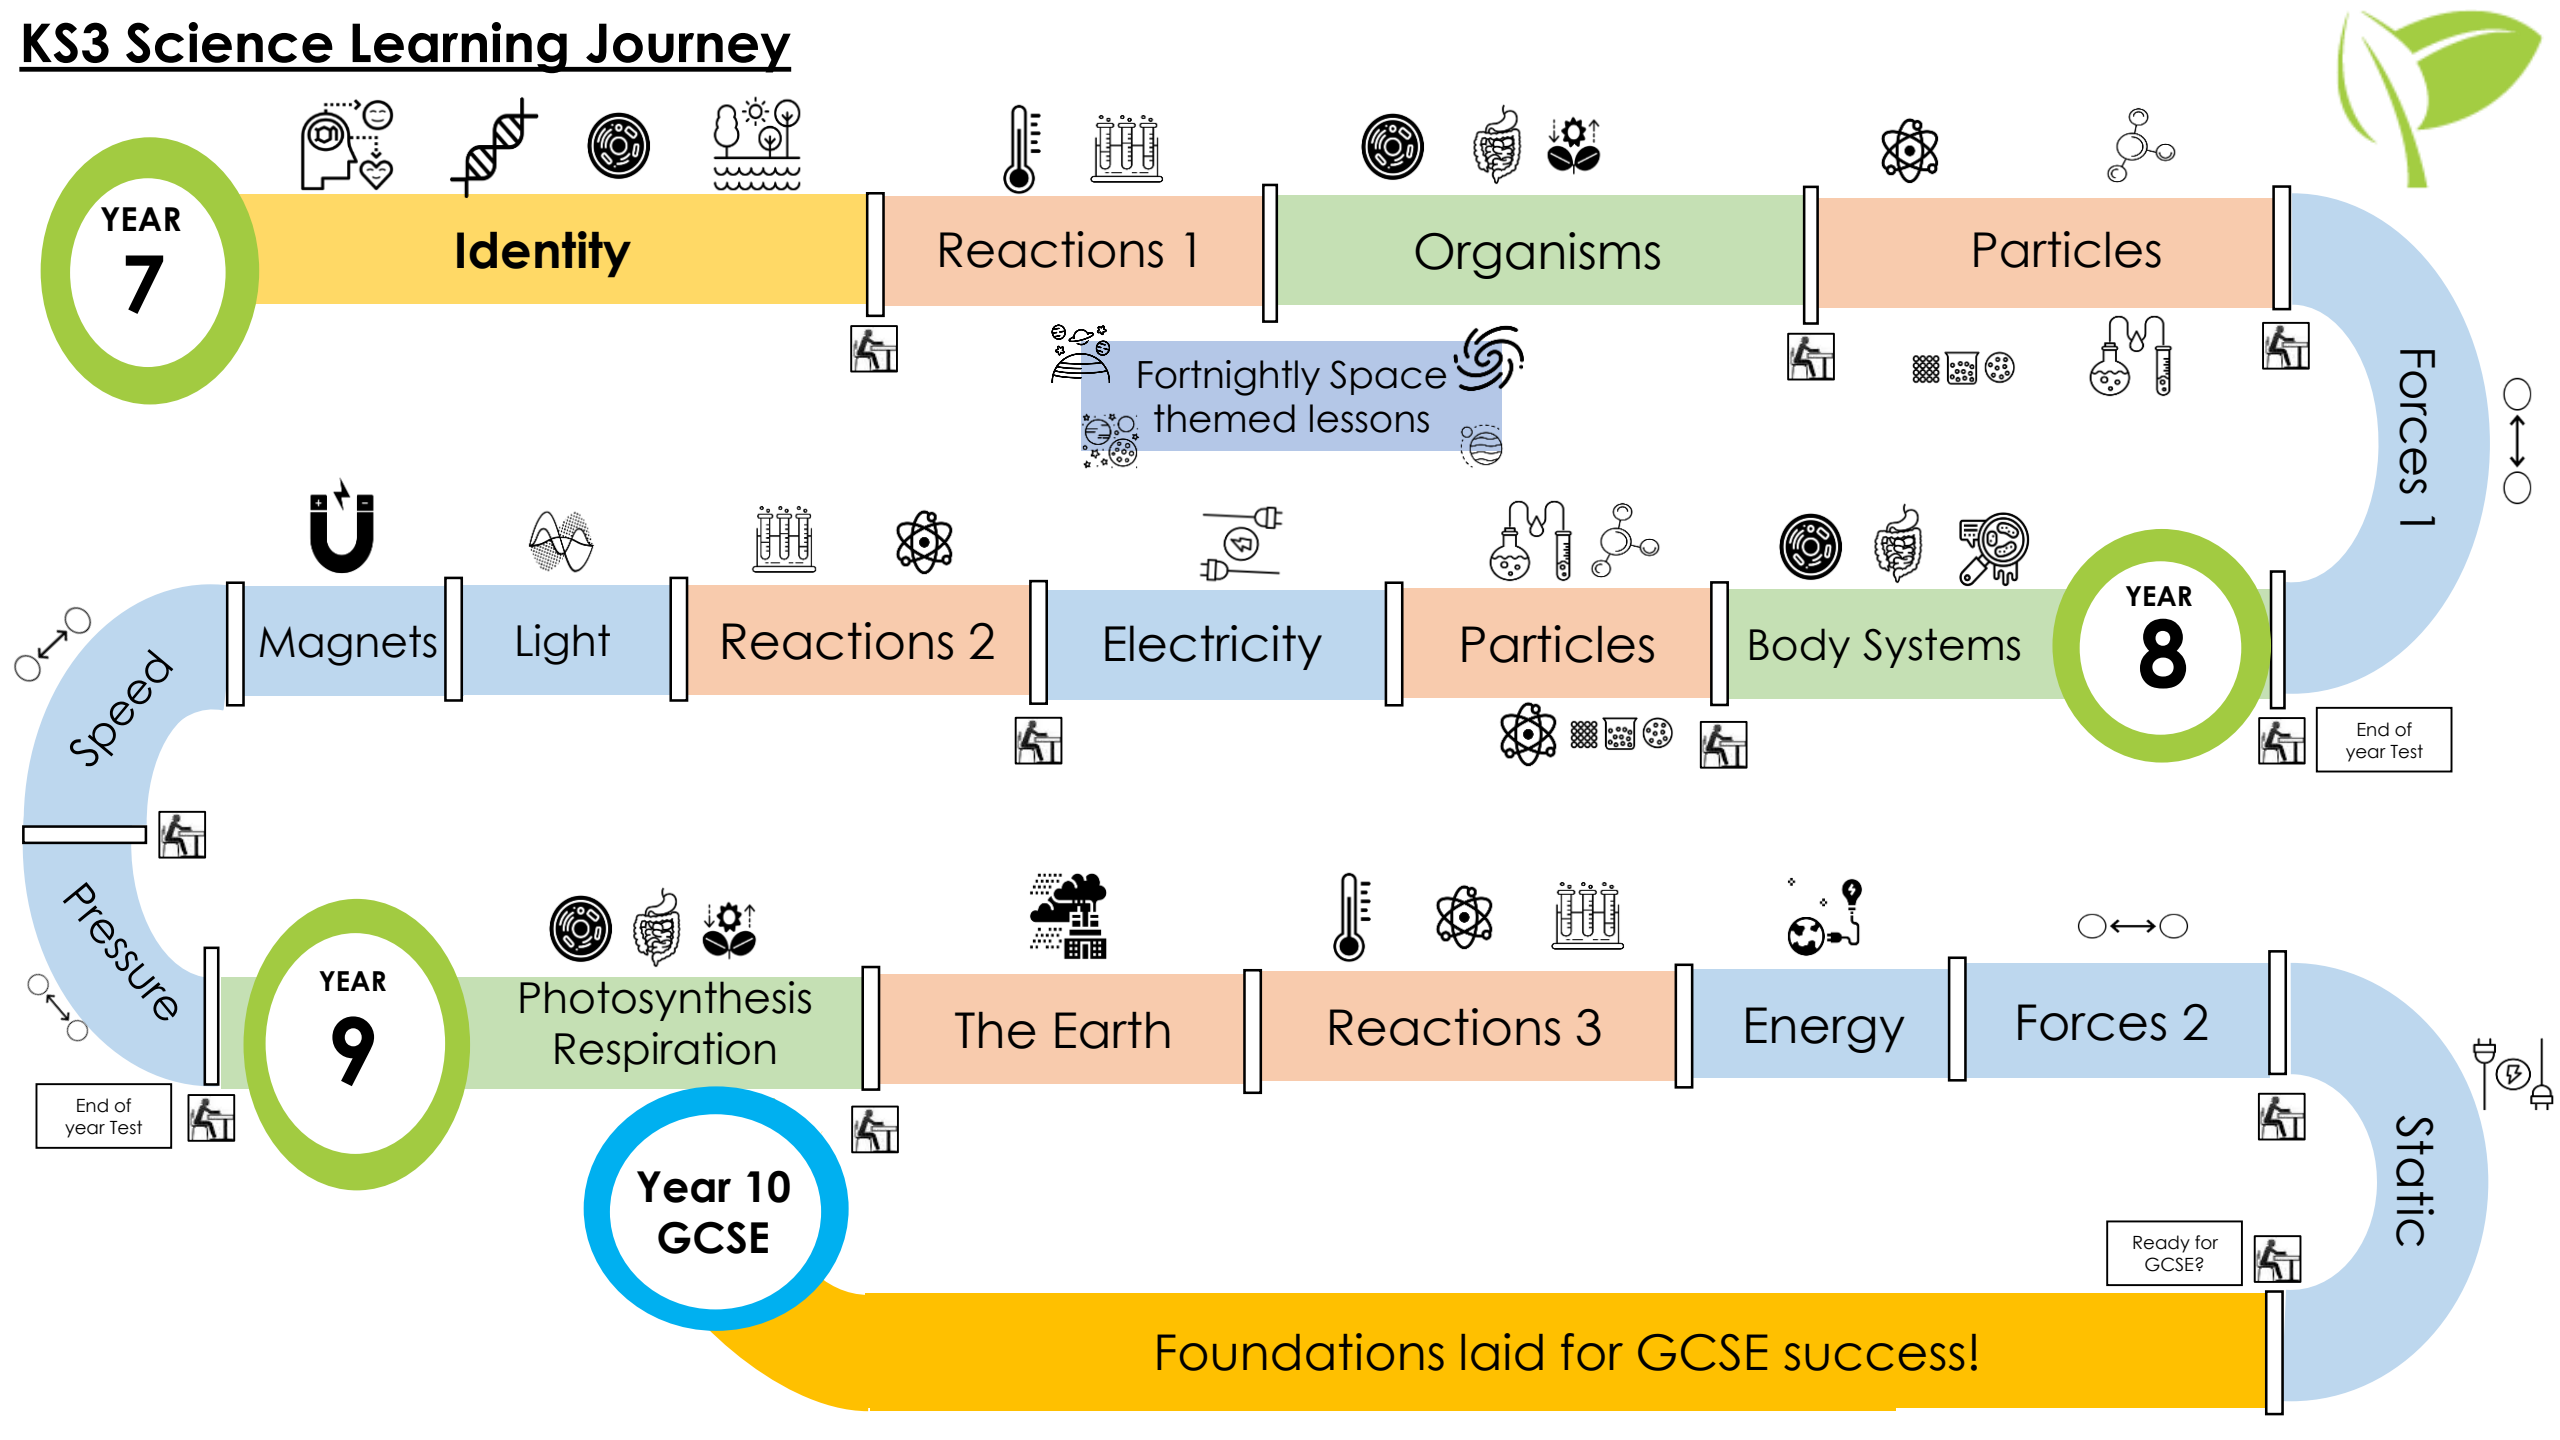 KS3 Science Learning Journey
YEAR
7
Identity
Reactions 1
Organisms
Particles
Fortnightly Space
themed lessons
Forces 1
End of
year Test
YEAR
8
Body Systems
Particles
Electricity
Reactions 2
Light
Magnets
Speed
Pressure
End of
year Test
YEAR
9
Photosynthesis
Respiration
The Earth
Reactions 3
Energy
Forces 2
Static
Ready for
GCSE?
Foundations laid for GCSE success!
Year 10
GCSE